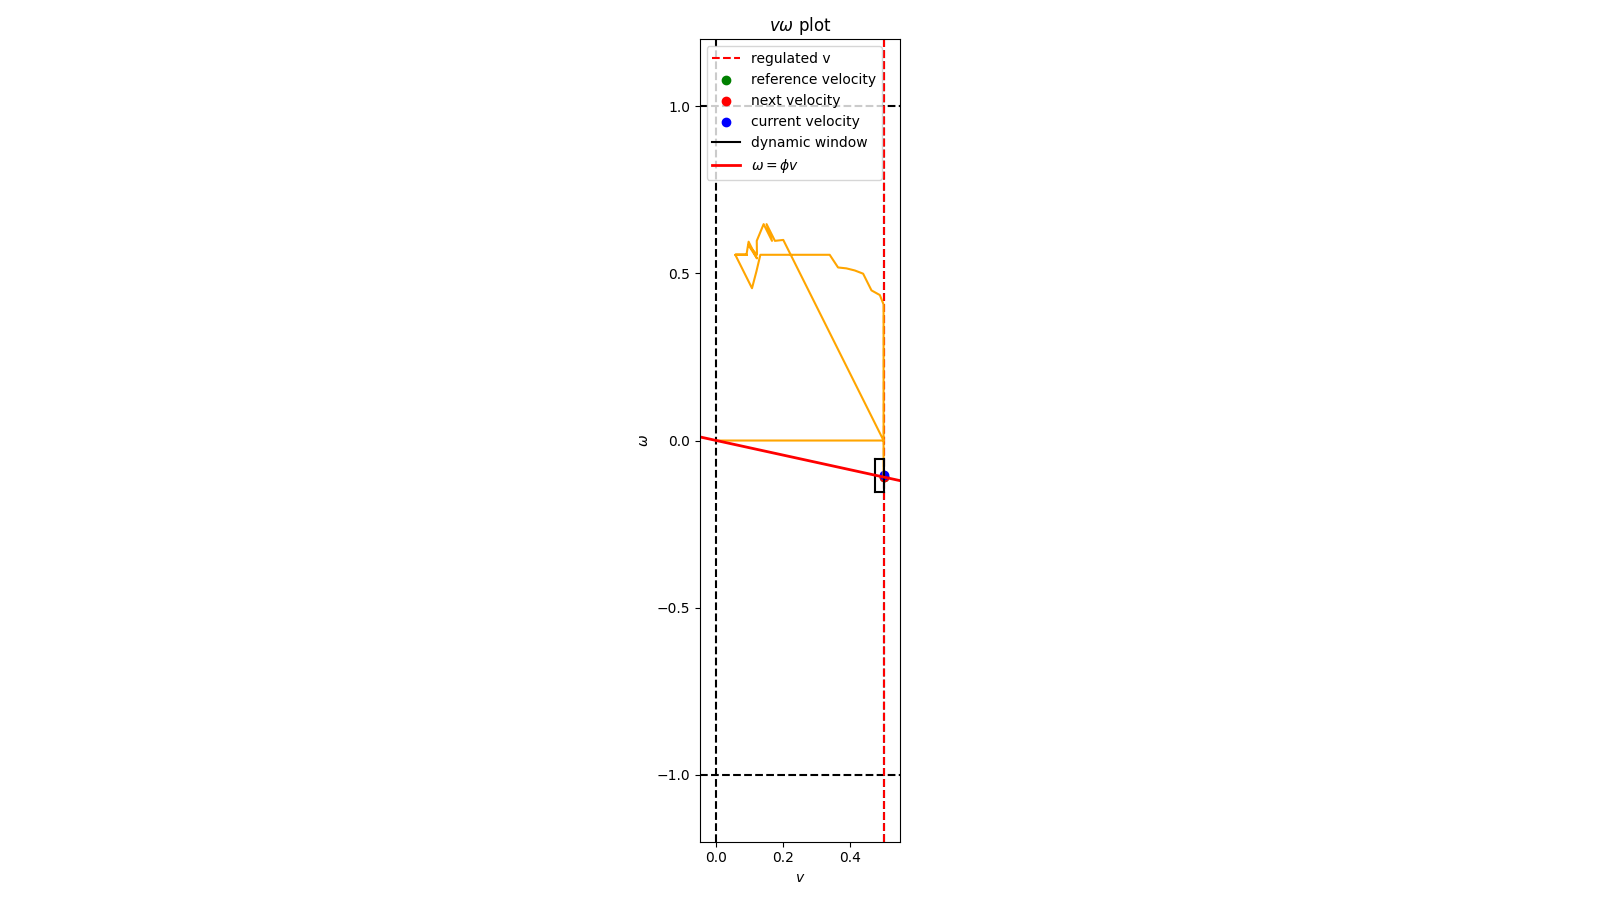 vω plot
regulated v
reference velocity
next velocity
current velocity
dynamic window
ω = ϕv
1.0
0.5
0.0
−0.5
−1.0
ω
0.0 0.2 0.4
v